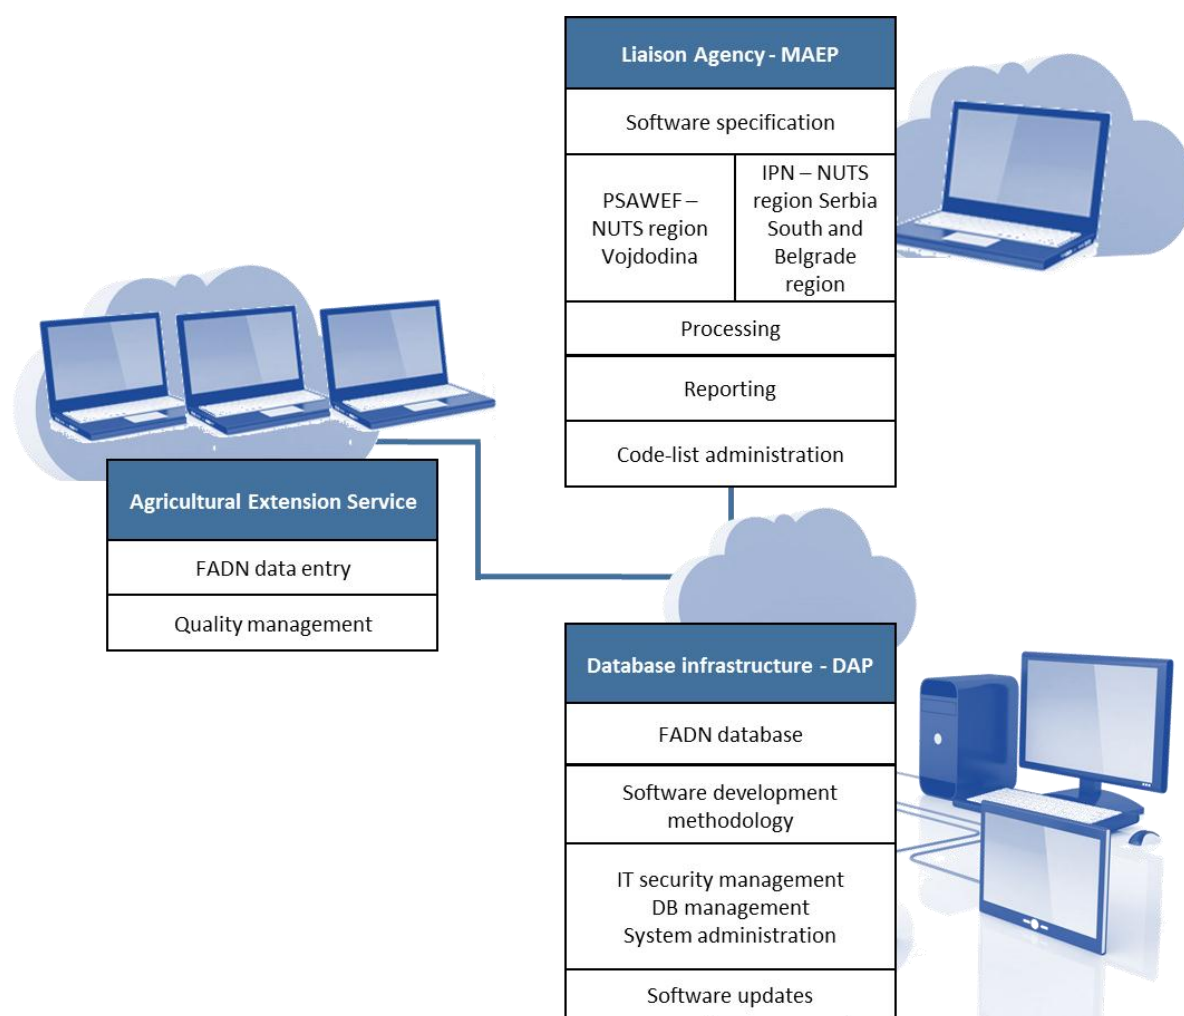 Liaison Agency - MAEP
Software specification
PSAWEF –
NUTS region
Vojdodina
IPN – NUTS
region Serbia
South and
Belgrade
region
Processing
Reporting
Code-list administration
Agricultural Extension Service
FADN data entry
Quality management
Database infrastructure - DAP
FADN database
Software development
methodology
IT security management
DB management
System administration
Software updates